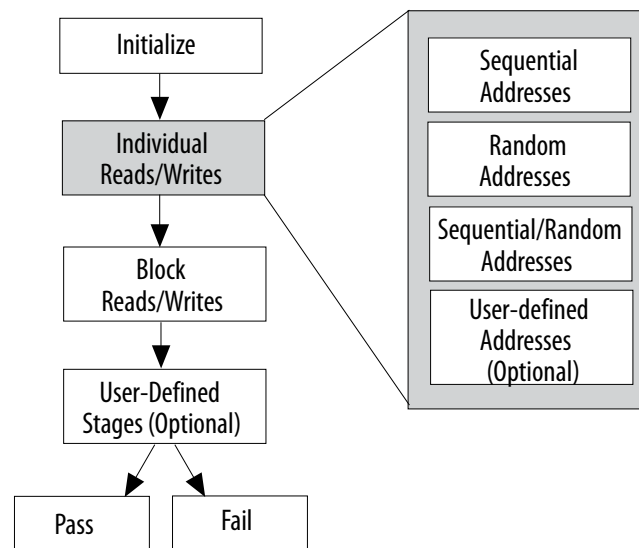 Initialize
Individual
Reads/Writes
Block
Reads/Writes
User-Defined
Stages (Optional)
Pass
Fail
Sequential
Addresses
Random
Addresses
Sequential/Random
Addresses
User-defined
Addresses
(Optional)